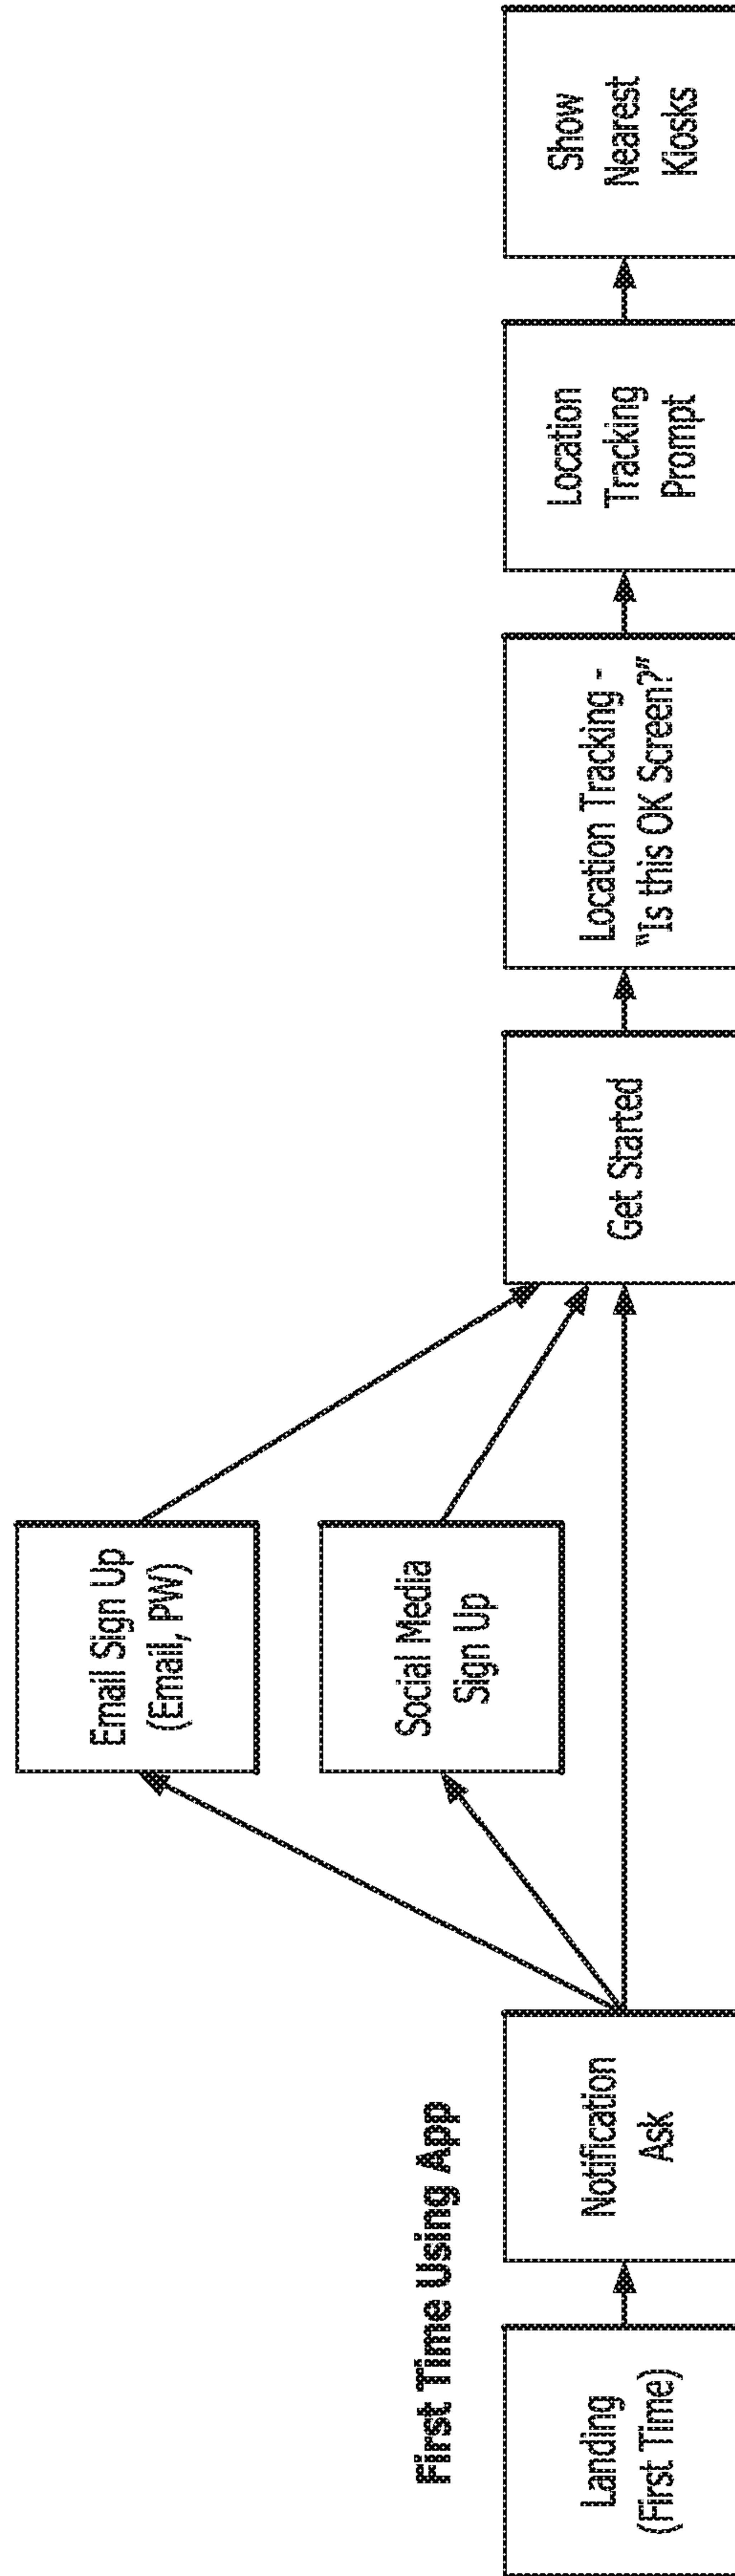 First Time Using App
Landing
(First Time)
Notification
Ask
Email Sign Up
(Email, PW)
Social Media
Sign Up
Get Started
Location Tracking -
"Is this OK Screen?"
Location
Tracking
Prompt
Show
Nearest
Kiosks